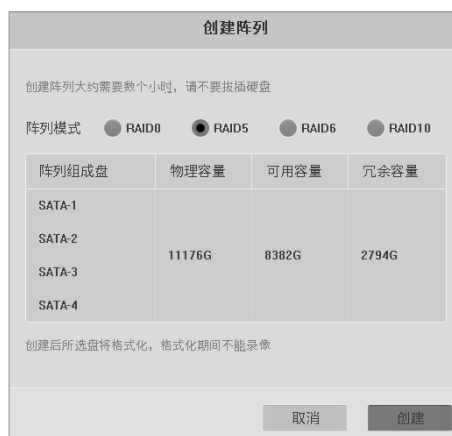 创建阵列
创建阵列大约需要数个小时，请不要拔插硬盘
阵列模式 RAID0 RAID5 RAID6 RAID10
阵列组成盘 物理容量 可用容量 冗余容量
SATA-1
SATA-2
11176G 8382G 2794G
SATA-3
SATA-4
创建后所选盘将格式化，格式化期间不能录像
取消 创建